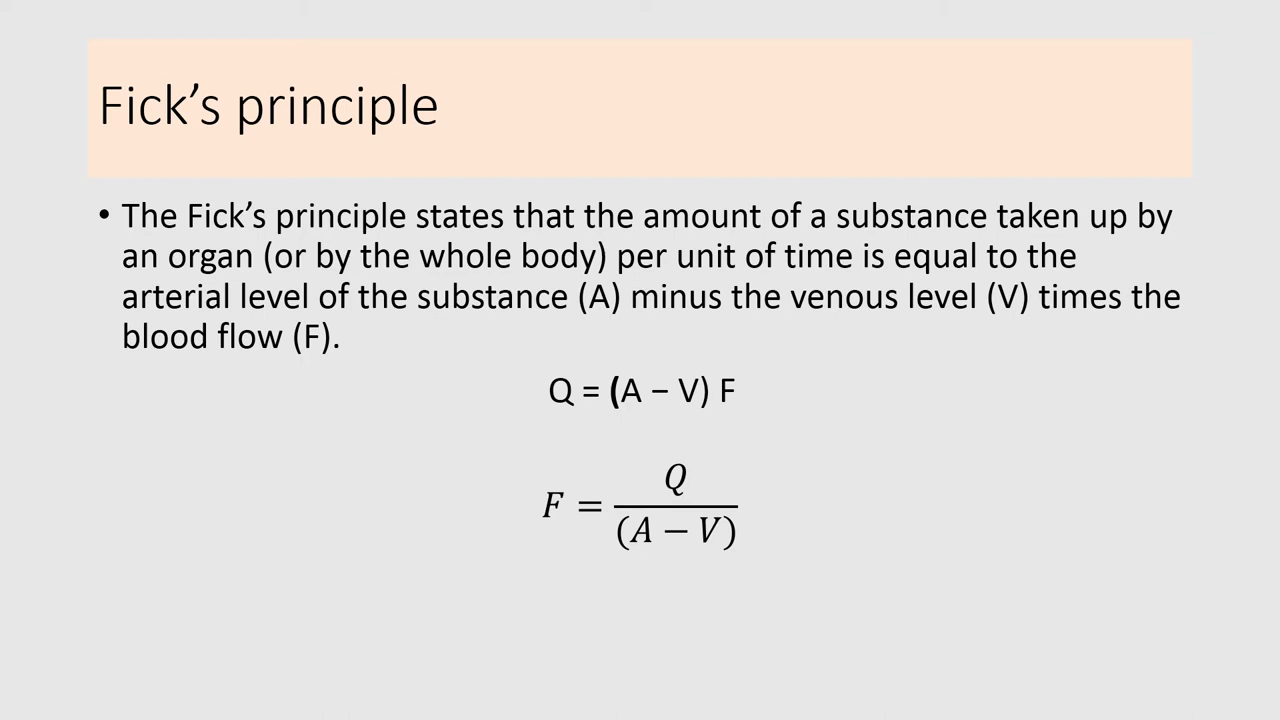 Fick’s principle
• The Fick’s principle states that the amount of a substance taken up by
an organ (or by the whole body) per unit of time is equal to the
arterial level of the substance (A) minus the venous level (V) times the
blood flow (F).
Q = (A − V) F
F = Q / (A − V)